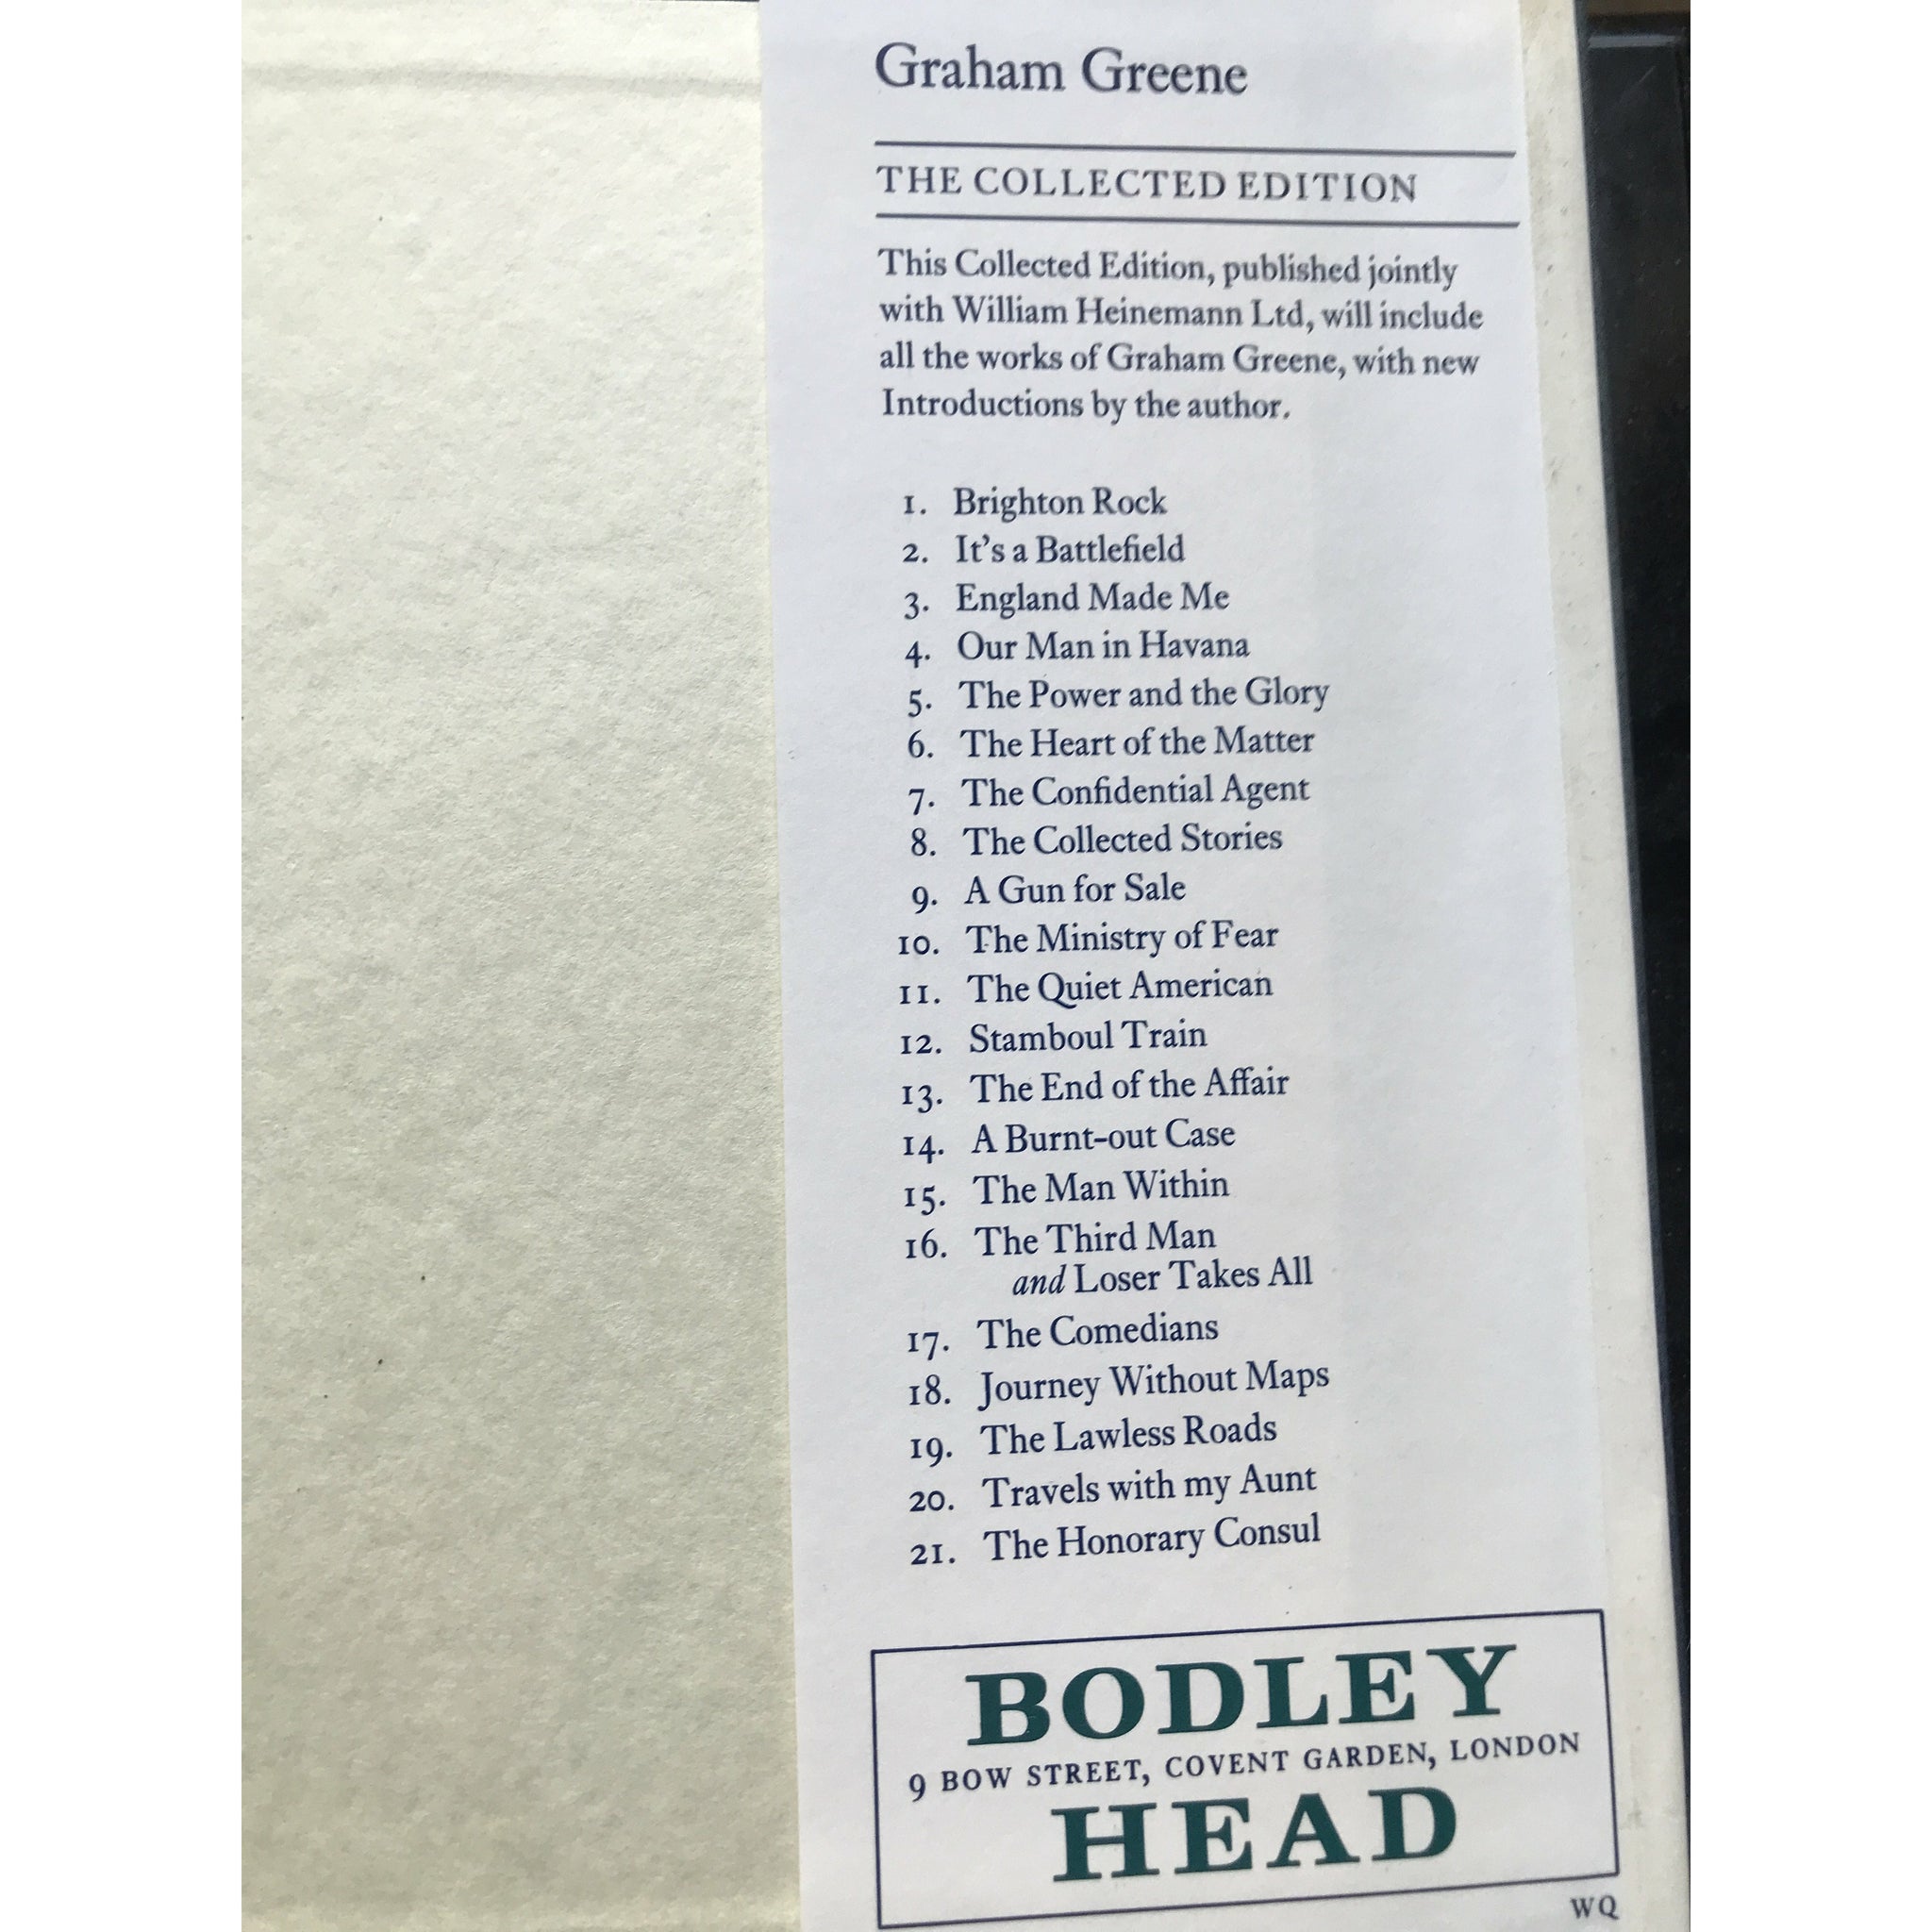 Graham Greene
THE COLLECTED EDITION
This Collected Edition, published jointly
with William Heinemann Ltd, will include
all the works of Graham Greene, with new
Introductions by the author.
1. Brighton Rock
2. It's a Battlefield
3. England Made Me
4. Our Man in Havana
5. The Power and the Glory
6. The Heart of the Matter
7. The Confidential Agent
8. The Collected Stories
9. A Gun for Sale
10. The Ministry of Fear
11. The Quiet American
12. Stamboul Train
13. The End of the Affair
14. A Burnt-out Case
15. The Man Within
16. The Third Man
and Loser Takes All
17. The Comedians
18. Journey Without Maps
19. The Lawless Roads
20. Travels with my Aunt
21. The Honorary Consul
BODLEY
9 BOW STREET, COVENT GARDEN, LONDON
HEAD
WQ